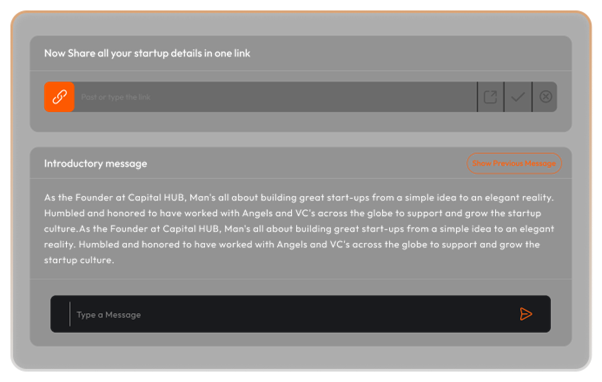 Now Share all your startup details in one link
Past or type the link
Introductory message
Show Previous Message
As the Founder at Capital HUB, Man's all about building great start-ups from a simple idea to an elegant reality.
Humbled and honored to have worked with Angels and VC's across the globe to support and grow the startup
culture.As the Founder at Capital HUB, Man's all about building great start-ups from a simple idea to an elegant
reality. Humbled and honored to have worked with Angels and VC's across the globe to support and grow the
startup culture.
Type a Message